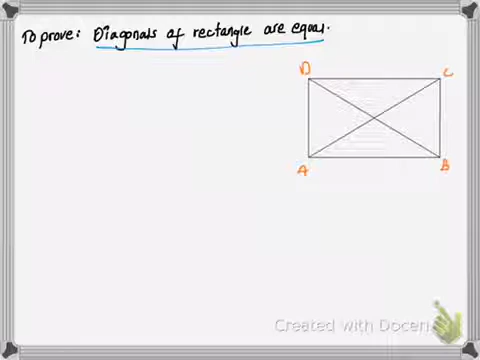 To prove: Diagonals of rectangle are equal.
D
C
A
B
Created with Doceri